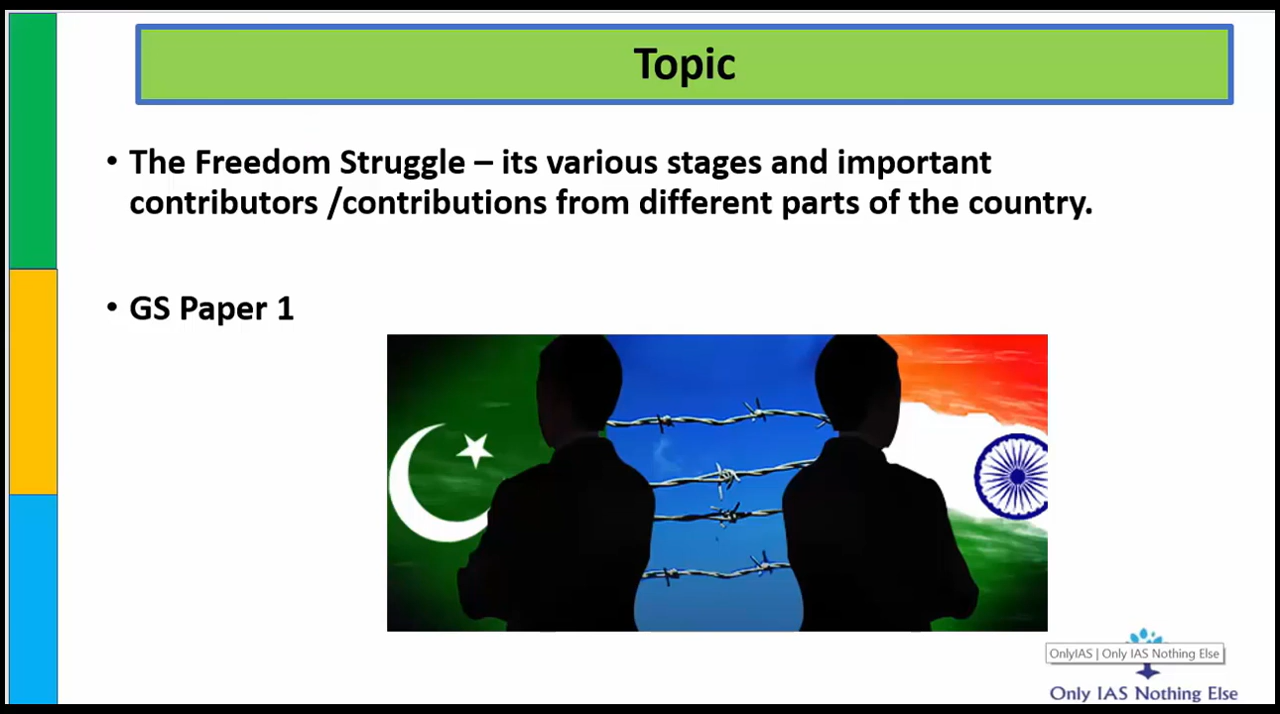 Topic
• The Freedom Struggle – its various stages and important
contributors /contributions from different parts of the country.
• GS Paper 1
OnlyIAS | Only IAS Nothing Else
Only IAS Nothing Else